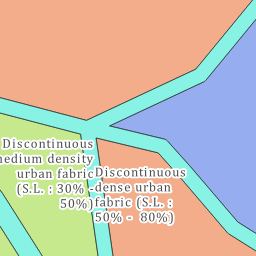 Discontinuous
medium density
urban fabric
(S.L. : 30% -
50%)
Discontinuous
dense urban
fabric (S.L. :
50% - 80%)